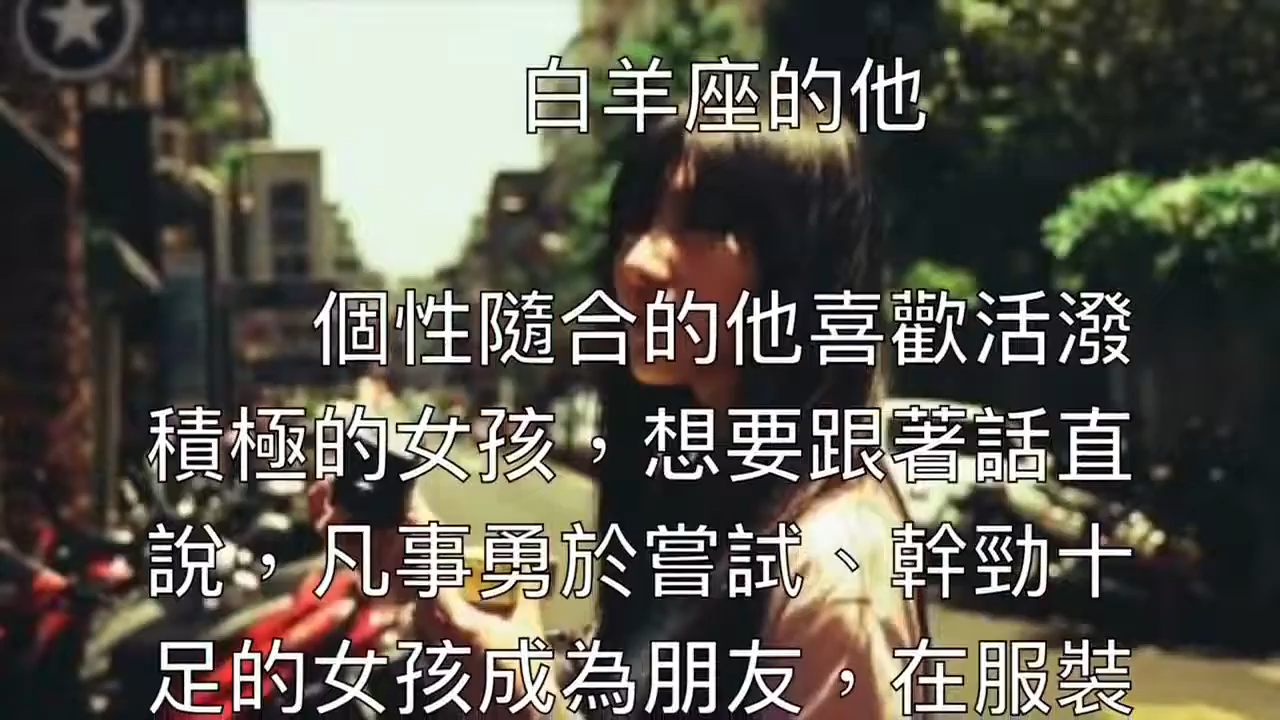 白羊座的他
個性隨合的他喜歡活潑
積極的女孩，想要跟著話直
說，凡事勇於嘗試、幹勁十
足的女孩成為朋友，在服裝